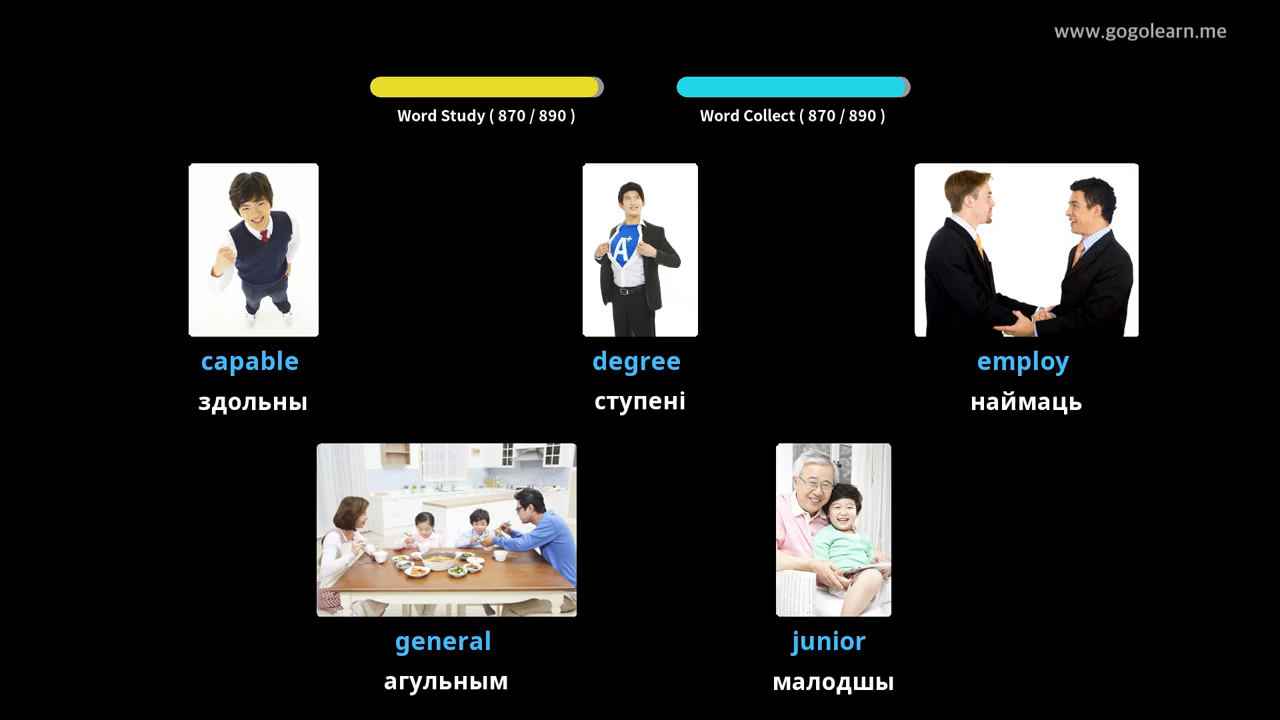 www.gogolearn.me
Word Study ( 870 / 890 )
Word Collect ( 870 / 890 )
A+
capable
degree
employ
здольны
ступені
наймаць
general
junior
агульным
малодшы